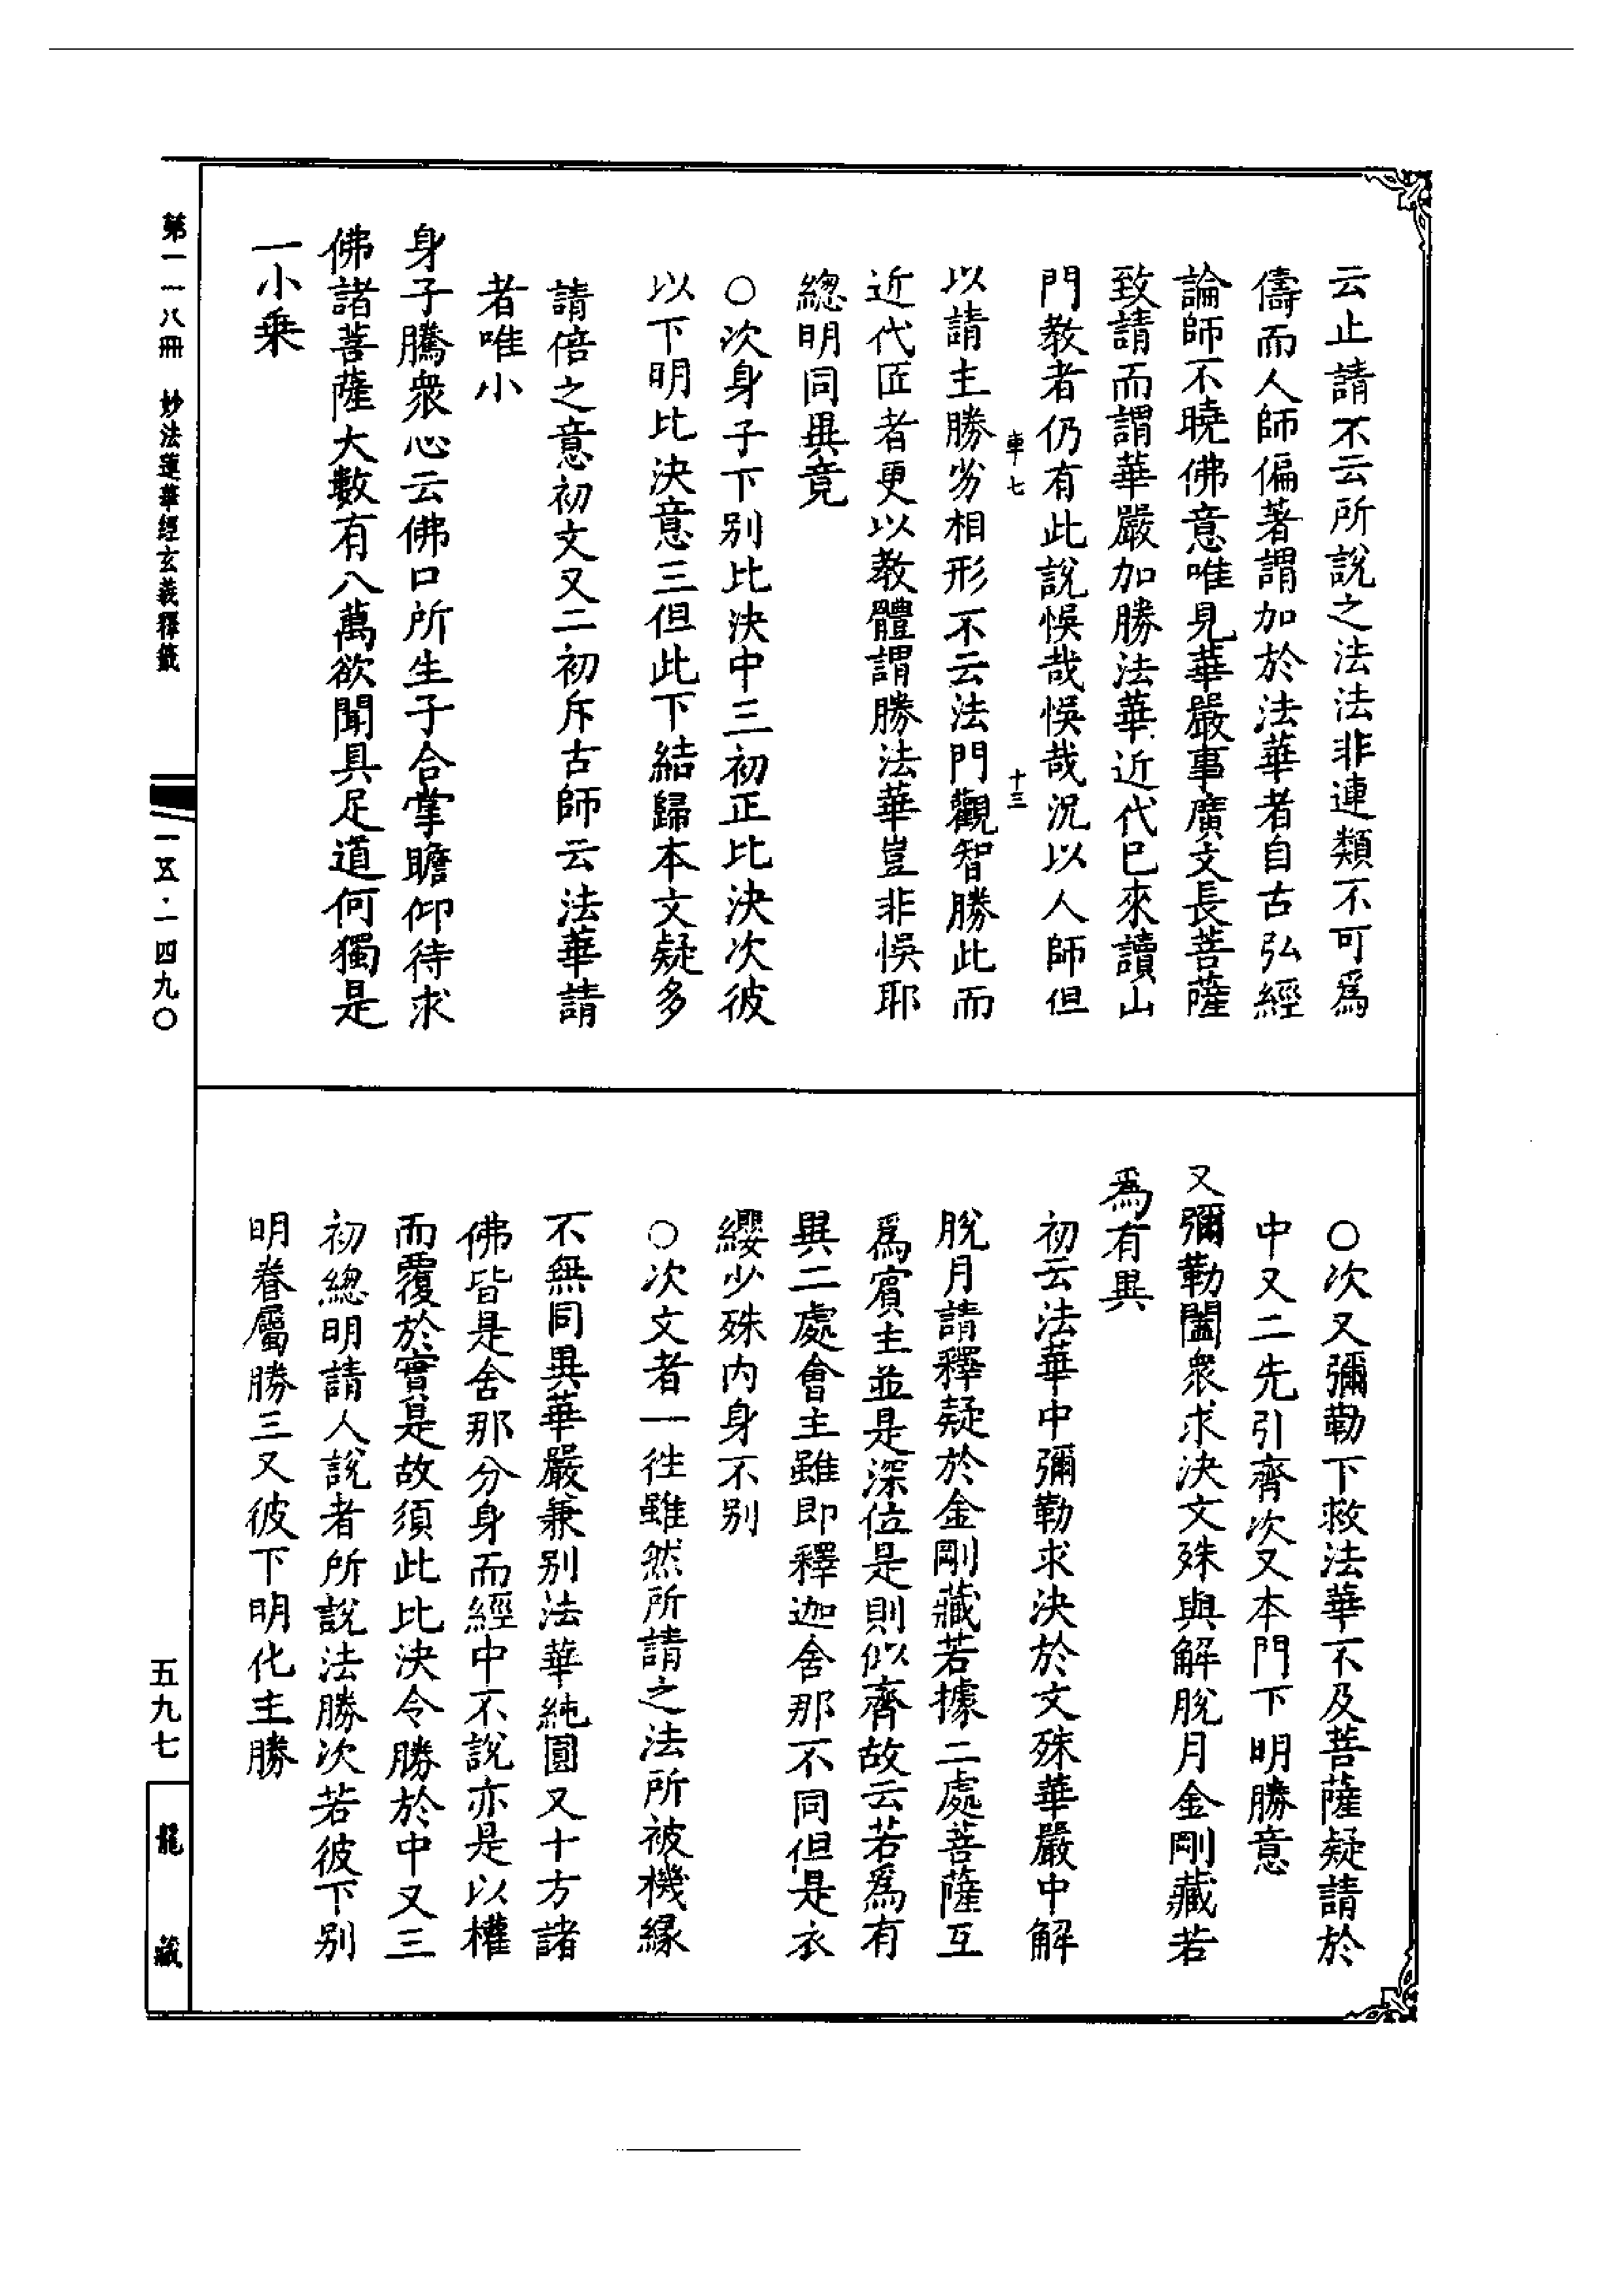 云止請不云所說之法法非連類不可爲
儔而人師偏著謂加於法華者自古弘經
論師不曉佛意唯見華嚴事廣文長菩薩
致請而謂華嚴加勝法華近代已來讀山
門教者仍有此說悞哉悞哉況以人師但
車七 十三
以請主勝劣相形不云法門觀智勝此而
近代匠者更以教體謂勝法華豈非悞耶
總明同異竟
○次身子下别比決中三初正比決次彼
以下明比決意三但此下結歸本文疑多
請倍之意初文又二初斥古師云法華請
者唯小
身子騰衆心云佛口所生子合掌瞻仰待求
佛諸菩薩大數有八萬欲聞具足道何獨是
一小乗
○次又彌勒下救法華不及菩薩疑請於
中又二先引齊次又本門下明勝意
又彌勒闔衆求決文殊與解脫月金剛藏若
爲有異
初云法華中彌勒求決於文殊華嚴中解
脫月請釋疑於金剛藏若據二處菩薩互
爲賓主並是深位是則似齊故云若爲有
異二處會主雖即釋迦舍那不同但是衣
纓少殊内身不别
○次文者一徃雖然所請之法所被機緣
不無同異華嚴兼别法華純圓又十方諸
佛皆是舍那分身而經中不說亦是以權
而覆於實是故須此比決令勝於中又三
初總明請人說者所說法勝次若彼下别
明眷屬勝三又彼下明化主勝
第一一八冊 妙法蓮華經玄義釋籤
一五·一四九〇
五九七
龍藏